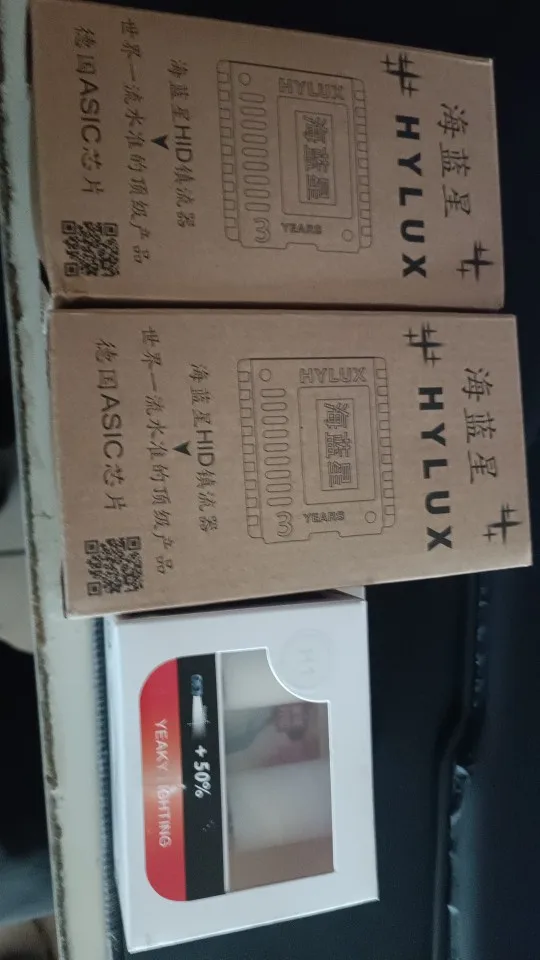 海蓝星
HYLUX
HYLUX
海蓝星
3
YEARS
海蓝星HID镇流器
世界一流水准的顶级产品
德国ASIC芯片
海蓝星
HYLUX
HYLUX
海蓝星
3
YEARS
海蓝星HID镇流器
世界一流水准的顶级产品
德国ASIC芯片
H1
+50%
YEAKY LIGHTING